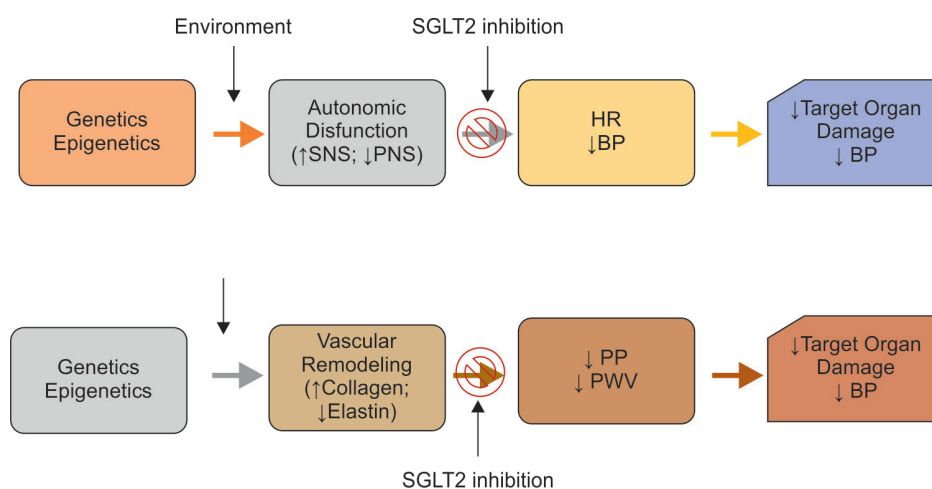 Environment
SGLT2 inhibition
Genetics
Epigenetics
Autonomic
Disfunction
(↑SNS; ↓PNS)
HR
↓BP
↓Target Organ
Damage
↓ BP
Genetics
Epigenetics
Vascular
Remodeling
(↑Collagen;
↓Elastin)
↓ PP
↓ PWV
↓Target Organ
Damage
↓ BP
SGLT2 inhibition